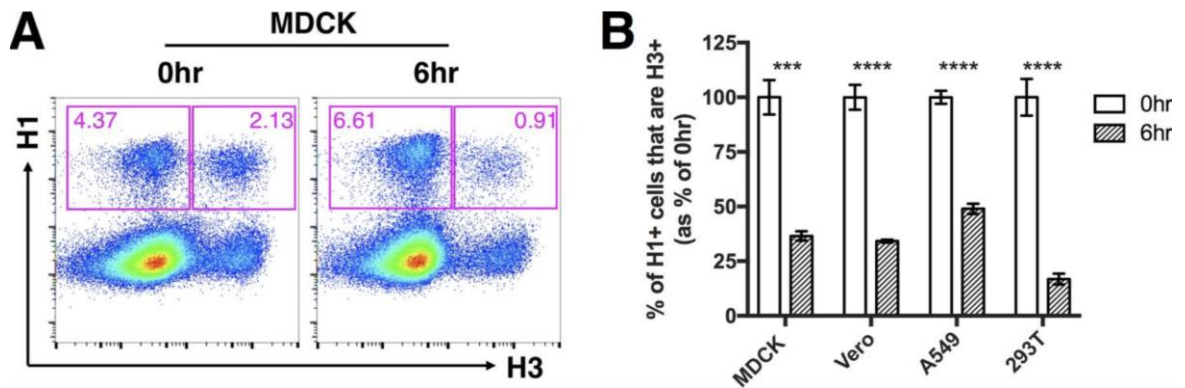 A
MDCK
0hr
6hr
4.37
2.13
6.61
0.91
H1
H3
B
% of H1+ cells that are H3+
(as % of 0hr)
125
100
75
50
25
0
***
****
****
****
0hr
6hr
MDCK
Vero
A549
293T